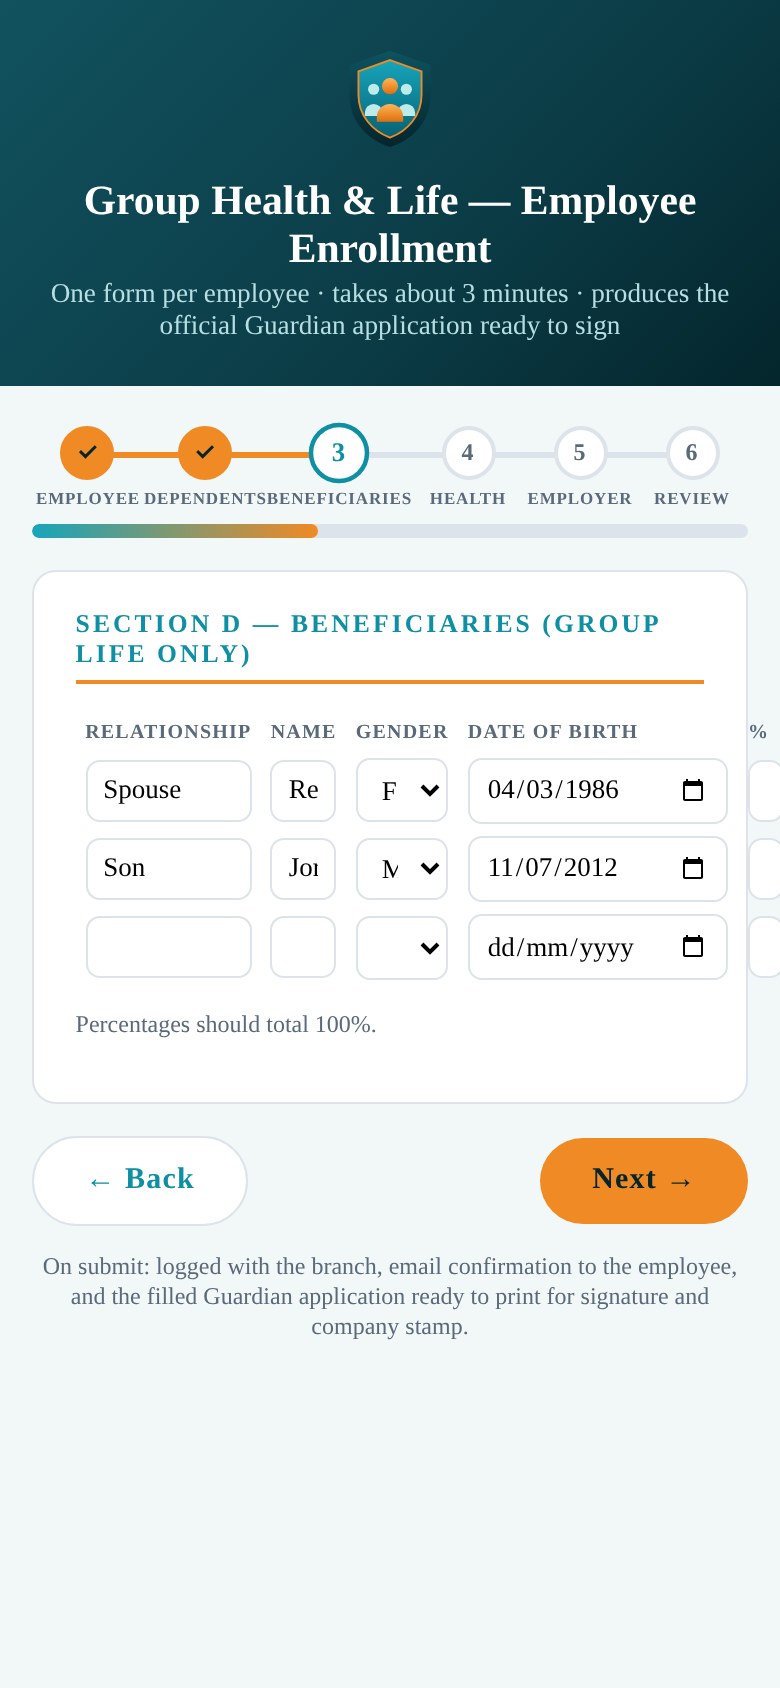 Group Health & Life — Employee
Enrollment
One form per employee · takes about 3 minutes · produces the
official Guardian application ready to sign
3 4 5 6
EMPLOYEE DEPENDENTS BENEFICIARIES HEALTH EMPLOYER REVIEW
SECTION D — BENEFICIARIES (GROUP
LIFE ONLY)
RELATIONSHIP NAME GENDER DATE OF BIRTH %
Spouse Re F 04/03/1986
Son Jo M 11/07/2012
dd/mm/yyyy
Percentages should total 100%.
← Back Next →
On submit: logged with the branch, email confirmation to the employee,
and the filled Guardian application ready to print for signature and
company stamp.